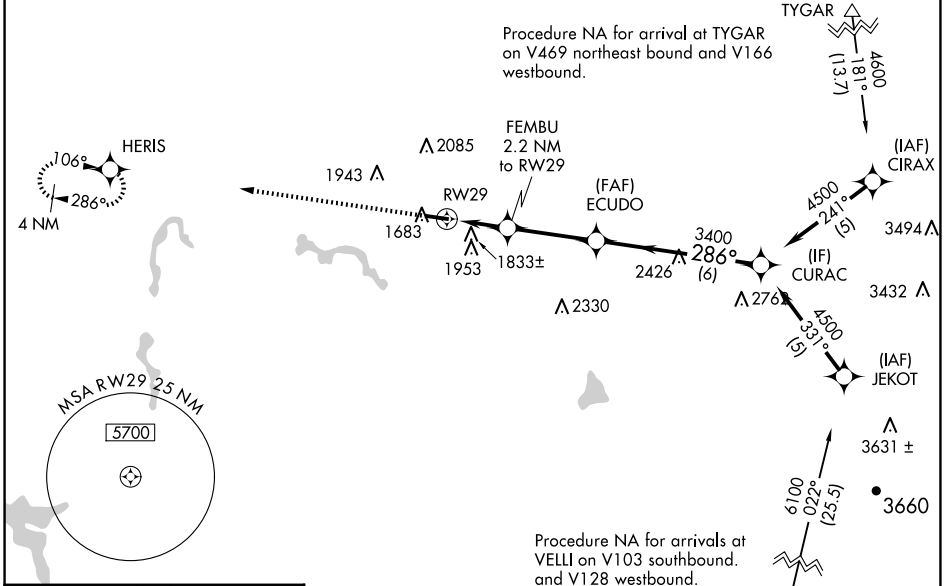 TYGAR
Procedure NA for arrival at TYGAR
on V469 northeast bound and V166
westbound.
4600
181°
(13.7)
HERIS
106°
286°
4 NM
2085
1943
FEMBU
2.2 NM
to RW29
RW29
1683
1953
1833±
(FAF)
ECUDO
(IAF)
CIRAX
4500
241°
(5)
3494
3400
286°
(6)
2426
(IF)
CURAC
2762
3432
2330
4500
331°
(5)
(IAF)
JEKOT
MSA RW29 25 NM
5700
3631 ±
3660
6100
022°
(25.5)
Procedure NA for arrivals at
VELLI on V103 southbound.
and V128 westbound.